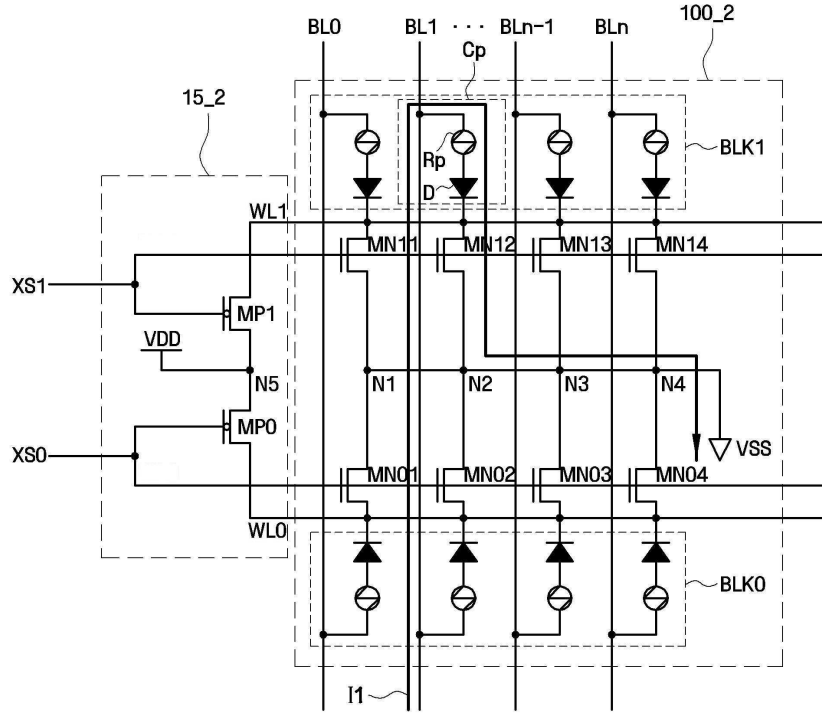 BL0 BL1 ··· BLn-1 BLn 100_2
Cp
15_2
Rp BLK1
D
WL1
MN11 MN12 MN13 MN14
XS1
MP1
VDD
N5 N1 N2 N3 N4
MP0
VSS
XS0
MN01 MN02 MN03 MN04
WL0
BLK0
I1